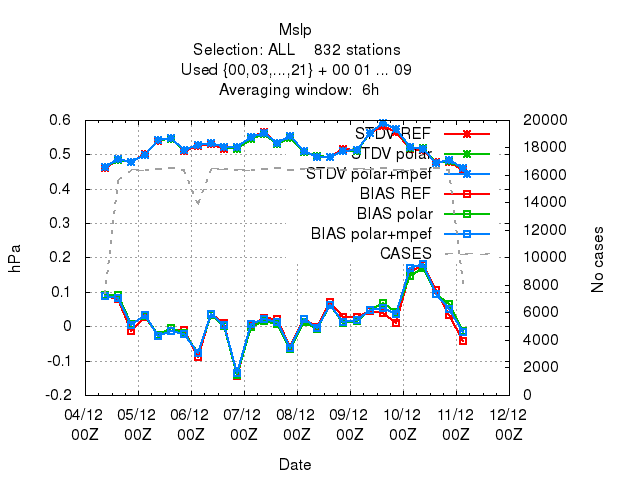 Mslp
Selection: ALL    832 stations
Used {00,03,...,21} + 00 01 ... 09
Averaging window:  6h
0.6
0.5
0.4
0.3
0.2
0.1
0
-0.1
-0.2
hPa
20000
18000
16000
14000
12000
10000
8000
6000
4000
2000
0
No cases
STDV REF
STDV polar
STDV polar+mpef
BIAS REF
BIAS polar
BIAS polar+mpef
CASES
04/12 05/12 06/12 07/12 08/12 09/12 10/12 11/12 12/12
00Z 00Z 00Z 00Z 00Z 00Z 00Z 00Z 00Z
Date